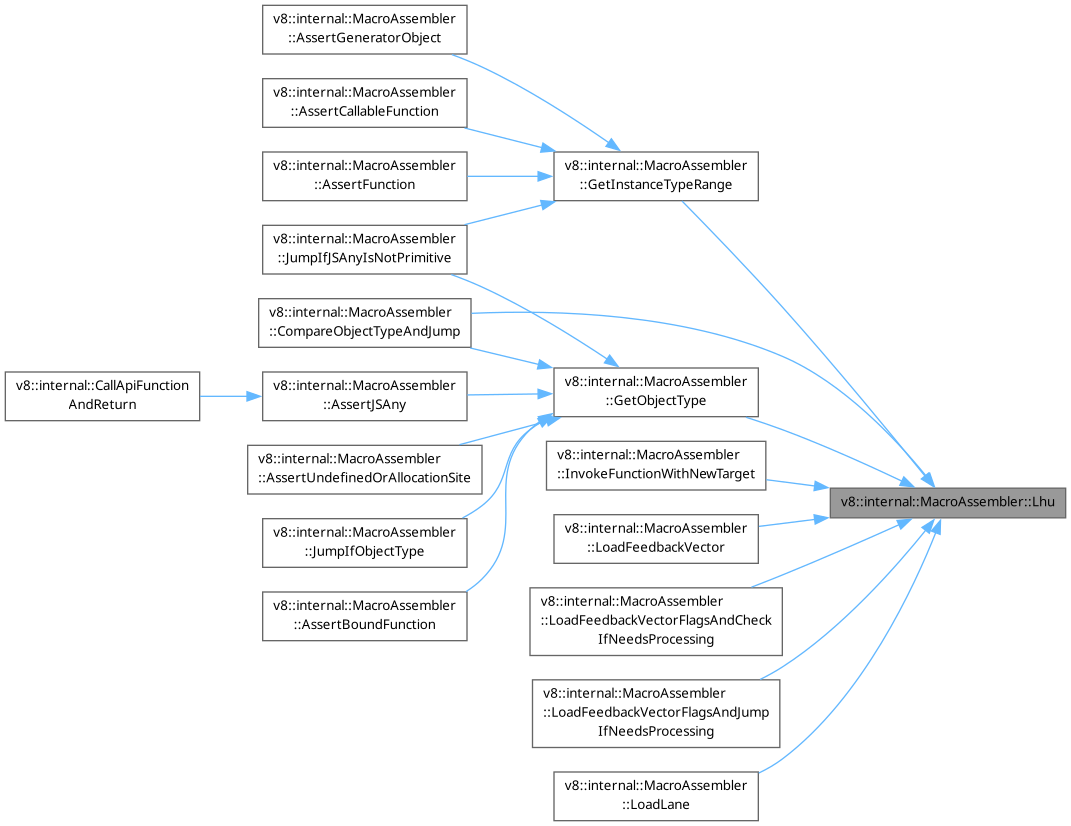 v8::internal::MacroAssembler
::AssertGeneratorObject
v8::internal::MacroAssembler
::AssertCallableFunction
v8::internal::MacroAssembler
::AssertFunction
v8::internal::MacroAssembler
::GetInstanceTypeRange
v8::internal::MacroAssembler
::JumpIfJSAnyIsNotPrimitive
v8::internal::MacroAssembler
::CompareObjectTypeAndJump
v8::internal::CallApiFunction
AndReturn
v8::internal::MacroAssembler
::AssertJSAny
v8::internal::MacroAssembler
::GetObjectType
v8::internal::MacroAssembler
::AssertUndefinedOrAllocationSite
v8::internal::MacroAssembler
::InvokeFunctionWithNewTarget
v8::internal::MacroAssembler::Lhu
v8::internal::MacroAssembler
::JumpIfObjectType
v8::internal::MacroAssembler
::LoadFeedbackVector
v8::internal::MacroAssembler
::AssertBoundFunction
v8::internal::MacroAssembler
::LoadFeedbackVectorFlagsAndCheck
IfNeedsProcessing
v8::internal::MacroAssembler
::LoadFeedbackVectorFlagsAndJump
IfNeedsProcessing
v8::internal::MacroAssembler
::LoadLane